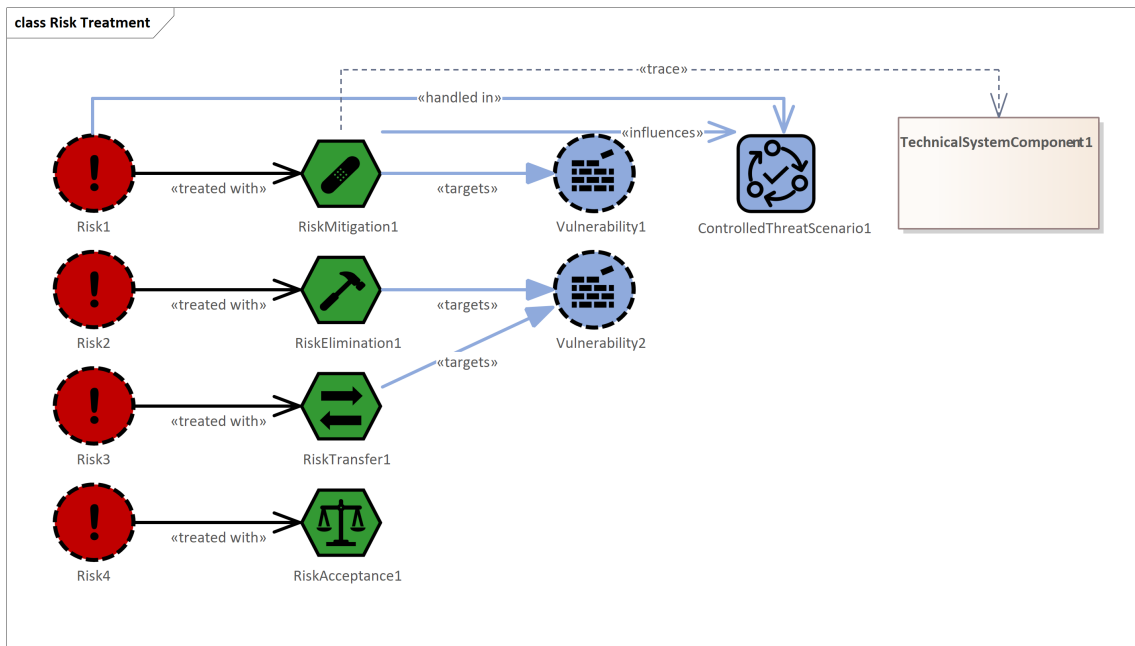 class Risk Treatment
«trace»
«handled in»
«influences»
TechnicalSystemComponent1
«treated with»
«targets»
Risk1
RiskMitigation1
Vulnerability1
ControlledThreatScenario1
«treated with»
«targets»
Risk2
RiskElimination1
Vulnerability2
«targets»
«treated with»
Risk3
RiskTransfer1
«treated with»
Risk4
RiskAcceptance1